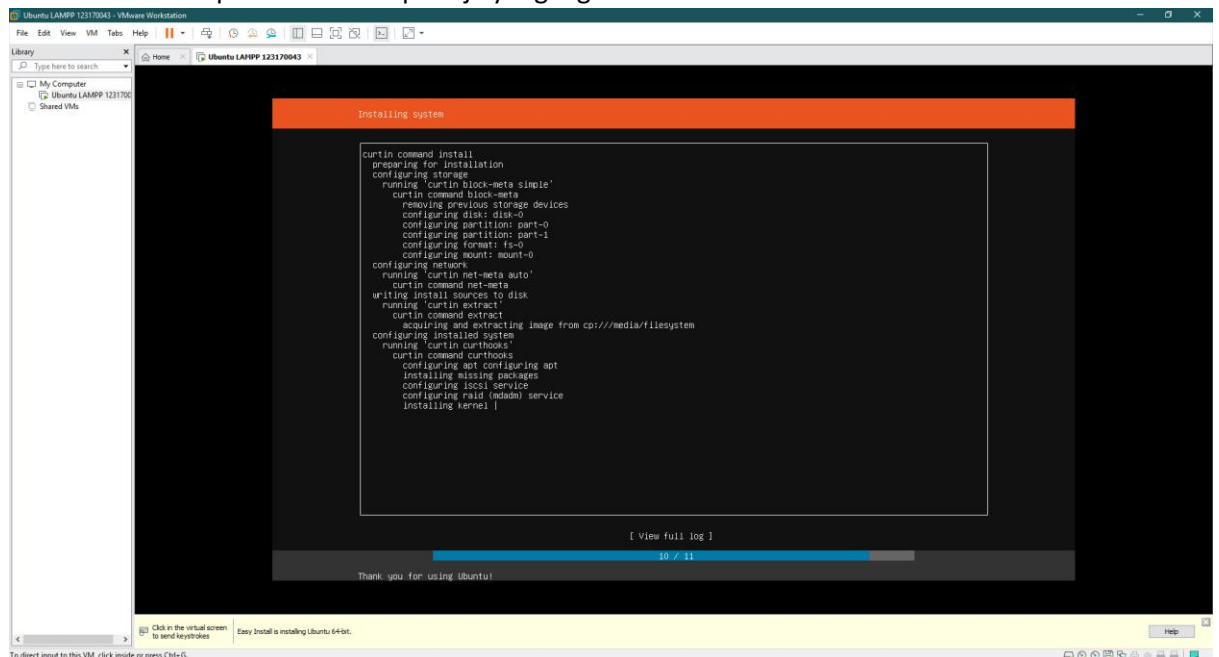 Ubuntu LAMPP 123170043 - VMware Workstation
File Edit View VM Tabs Help
Library
Type here to search
My Computer
Ubuntu LAMPP 1231700
Shared VMs
Home
Ubuntu LAMPP 123170043
Installing system
curtin command install
preparing for installation
configuring storage
running 'curtin block-meta simple'
curtin command block-meta
removing previous storage devices
configuring disk: disk-0
configuring partition: part-0
configuring partition: part-1
configuring format: fs-0
configuring mount: mount-0
configuring network
running 'curtin net-meta auto'
curtin command net-meta
writing install sources to disk
running 'curtin extract'
curtin command extract
acquiring and extracting image from cp:///media/filesystem
configuring installed system
running 'curtin curthooks'
curtin command curthooks
configuring apt configuring apt
installing missing packages
configuring iscsi service
configuring raid (mdadm) service
installing kernel |
[ View full log ]
10 / 11
Thank you for using Ubuntu!
Click in the virtual screen
to send keystrokes
Easy Install is installing Ubuntu 64-bit.
Help
To direct input to this VM, click inside or press Ctrl+G.